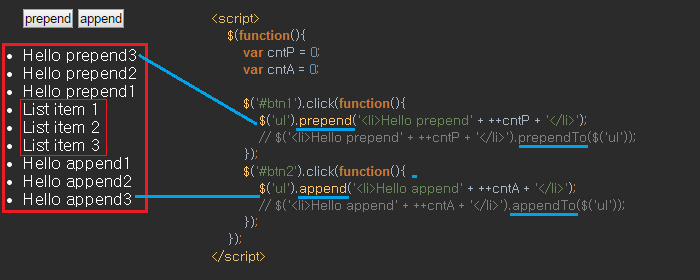 prepend append
Hello prepend3
Hello prepend2
Hello prepend1
List item 1
List item 2
List item 3
Hello append1
Hello append2
Hello append3
<script>
$(function(){
var cntP = 0;
var cntA = 0;
$('#btn1').click(function(){
$('ul').prepend('<li>Hello prepend' + ++cntP + '</li>');
// $('<li>Hello prepend' + ++cntP + '</li>').prependTo($('ul'));
});
$('#btn2').click(function(){
$('ul').append('<li>Hello append' + ++cntA + '</li>');
// $('<li>Hello append' + ++cntA + '</li>').appendTo($('ul'));
});
});
</script>